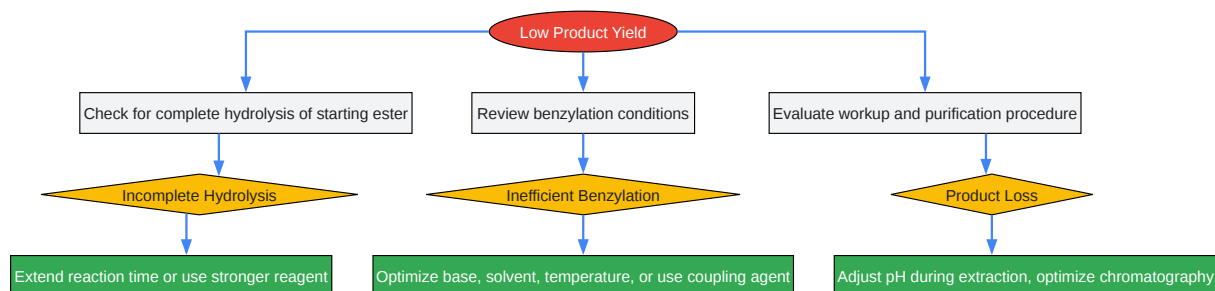 Low Product Yield
Check for complete hydrolysis of starting ester
Review benzylation conditions
Evaluate workup and purification procedure
Incomplete Hydrolysis
Inefficient Benzylation
Product Loss
Extend reaction time or use stronger reagent
Optimize base, solvent, temperature, or use coupling agent
Adjust pH during extraction, optimize chromatography